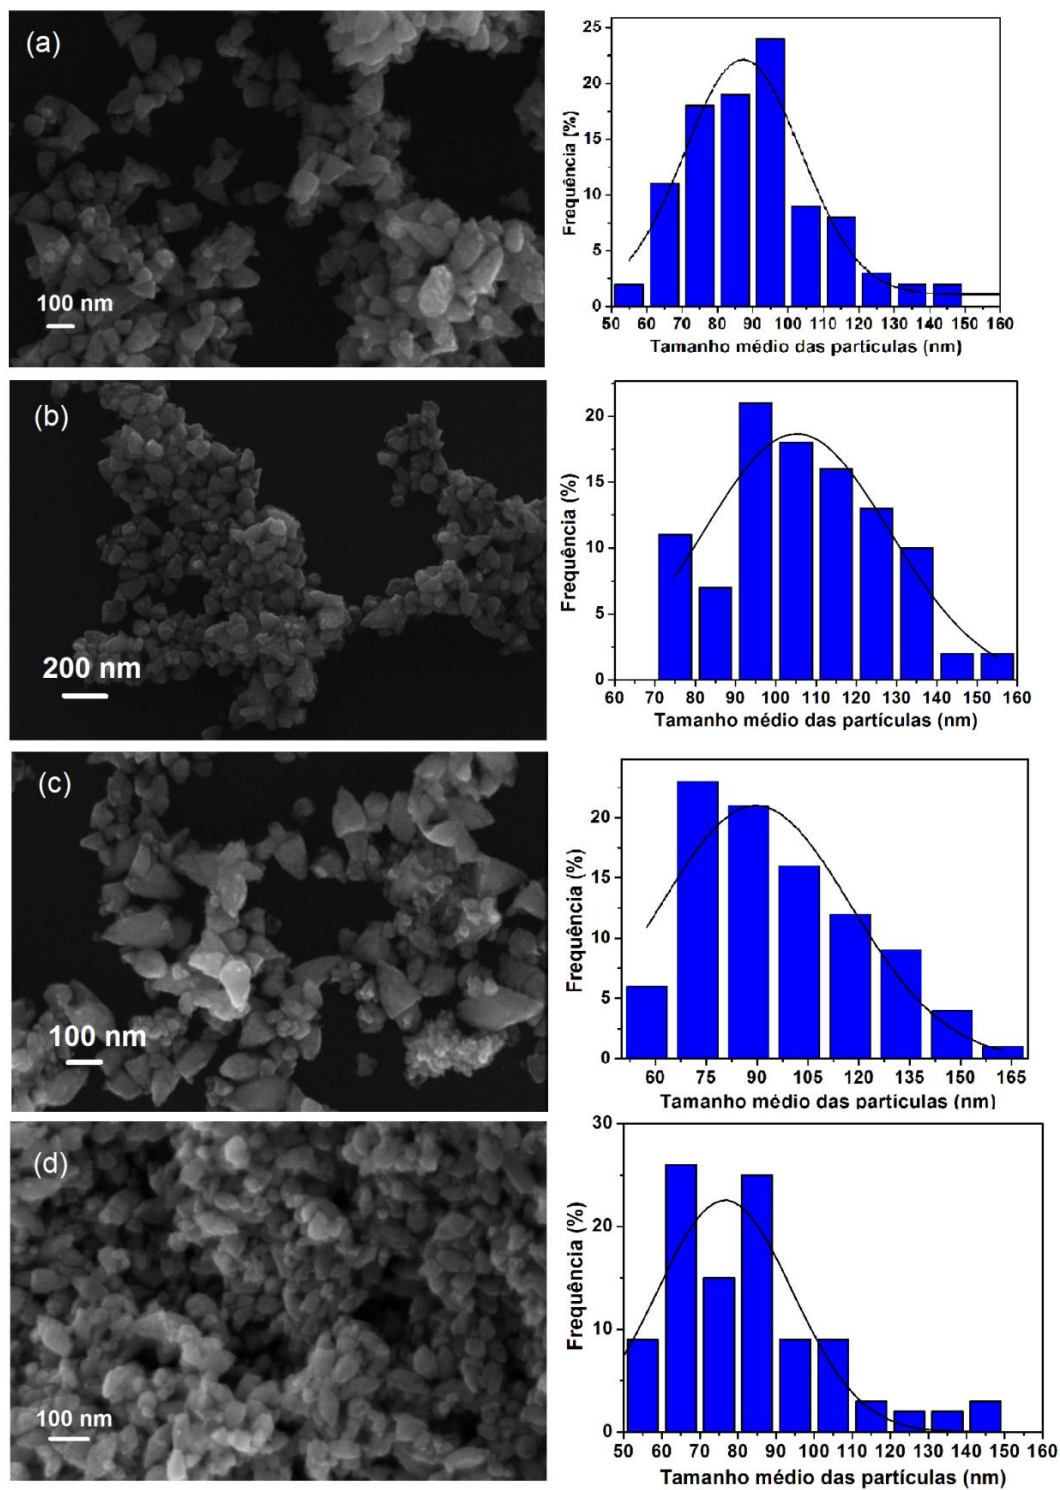 (a)
100 nm
25
20
15
10
5
0
Frequência (%)
50 60 70 80 90 100 110 120 130 140 150 160
Tamanho médio das partículas (nm)
(b)
200 nm
20
15
10
5
0
Frequência (%)
60 70 80 90 100 110 120 130 140 150 160
Tamanho médio das partículas (nm)
(c)
100 nm
20
15
10
5
0
Frequência (%)
60 75 90 105 120 135 150 165
Tamanho médio das partículas (nm)
(d)
100 nm
30
20
10
0
Frequência (%)
50 60 70 80 90 100 110 120 130 140 150 160
Tamanho médio das partículas (nm)